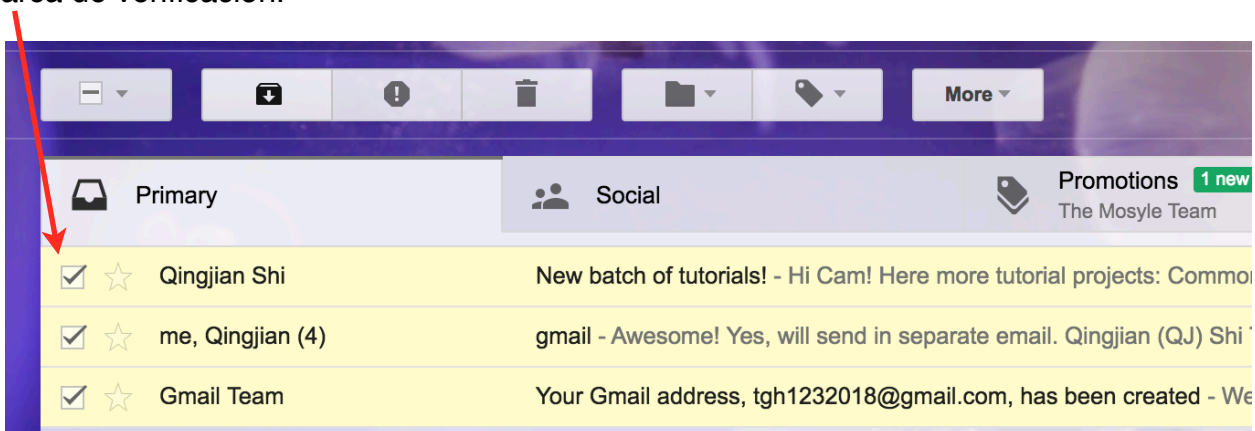 More
Primary
Social
Promotions 1 new
The Mosyle Team
Qingjian Shi New batch of tutorials! - Hi Cam! Here more tutorial projects: Common
me, Qingjian (4) gmail - Awesome! Yes, will send in separate email. Qingjian (QJ) Shi
Gmail Team Your Gmail address, tgh1232018@gmail.com, has been created - We